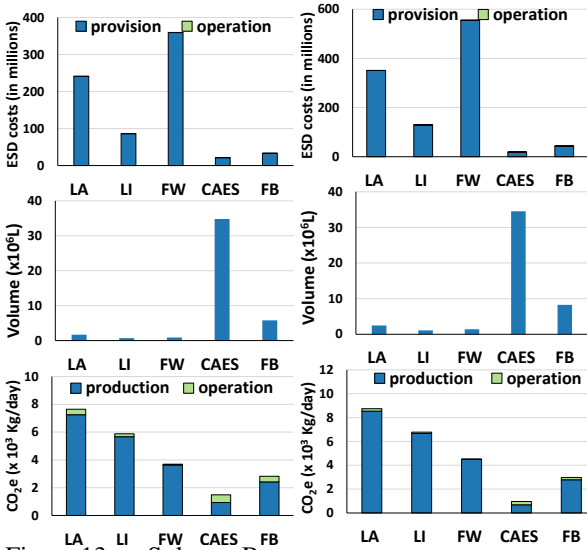 provision operation
ESD costs (in millions)
400
300
200
100
0
LA LI FW CAES FB
Volume (x10⁶L)
40
30
20
10
0
LA LI FW CAES FB
production operation
CO₂e (x 10³ Kg/day)
10
8
6
4
2
0
LA LI FW CAES FB
provision operation
ESD costs (in millions)
600
400
200
0
LA LI FW CAES FB
Volume (x10⁶L)
40
30
20
10
0
LA LI FW CAES FB
production operation
CO₂e (x 10³ Kg/day)
12
10
8
6
4
2
0
LA LI FW CAES FB